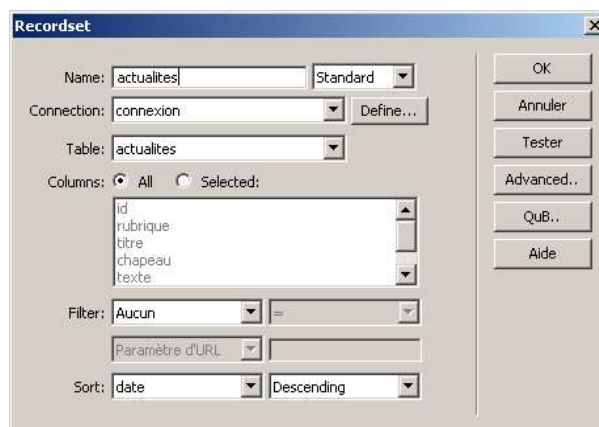 Recordset
Name: actualites Standard OK
Connection: connexion Define... Annuler
Table: actualites Tester
Columns: All Selected: Advanced..
id
rubrique
titre
chapeau
texte
QuB..
Aide
Filter: Aucun =
Paramètre d'URL
Sort: date Descending